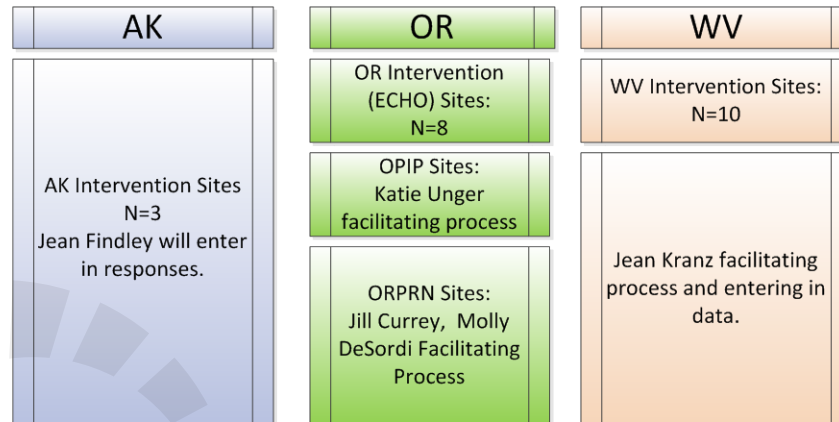 AK
AK Intervention Sites
N=3
Jean Findley will enter
in responses.
OR
OR Intervention
(ECHO) Sites:
N=8
OPIP Sites:
Katie Unger
facilitating process
ORPRN Sites:
Jill Currey, Molly
DeSordi Facilitating
Process
WV
WV Intervention Sites:
N=10
Jean Kranz facilitating
process and entering in
data.